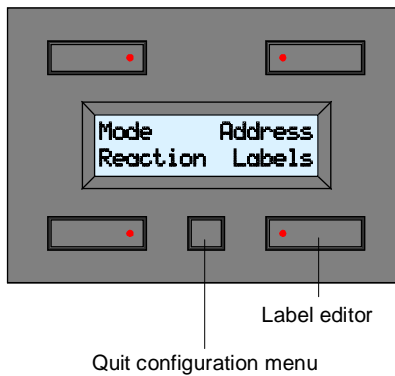 Mode Address
Reaction Labels
Label editor
Quit configuration menu